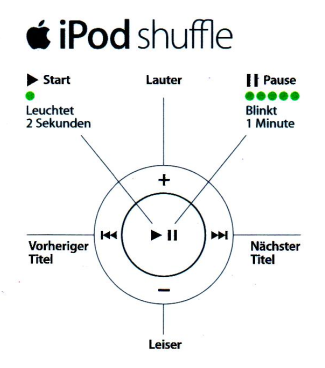 iPod shuffle
Start
Lauter
Pause
Leuchtet
2 Sekunden
Blinkt
1 Minute
+
Vorheriger
Titel
Nächster
Titel
−
Leiser